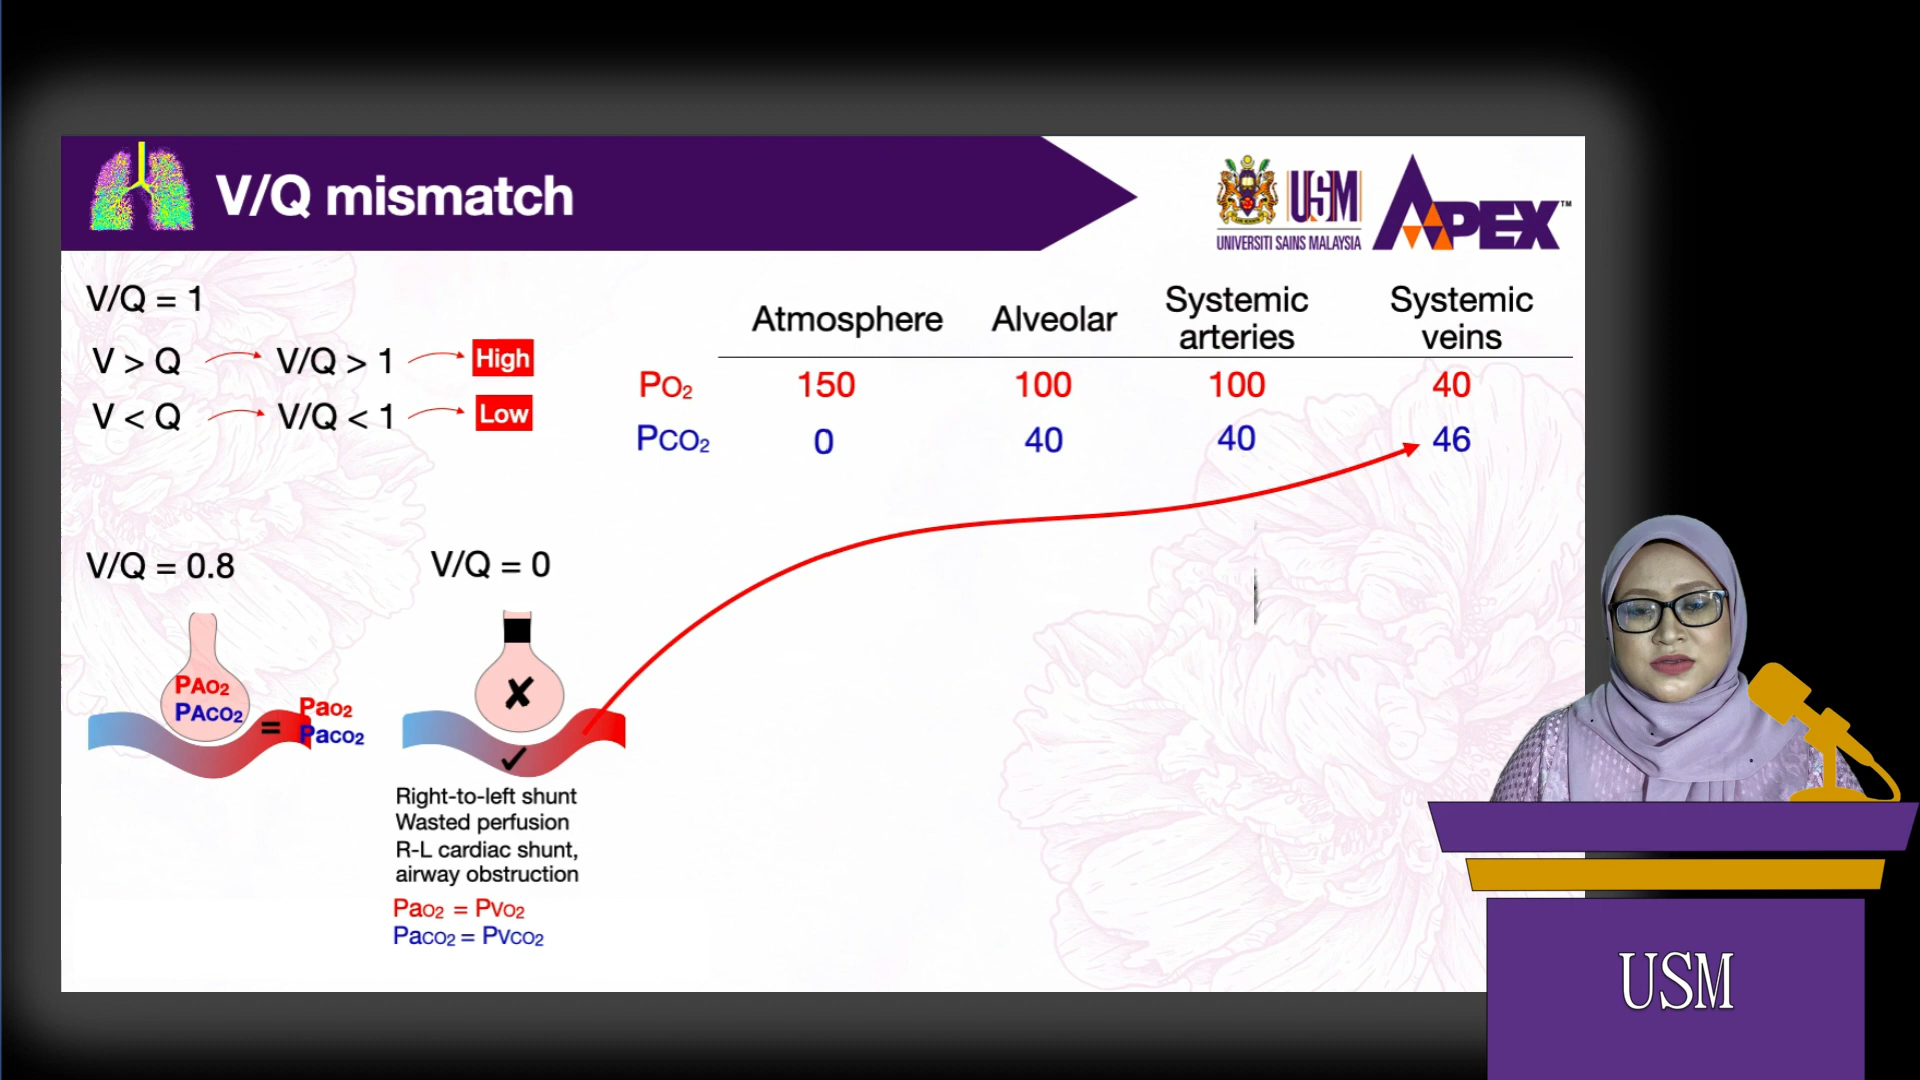 V/Q mismatch
USM
UNIVERSITI SAINS MALAYSIA
APEX™
V/Q = 1
V > Q V/Q > 1 High
V < Q V/Q < 1 Low
Atmosphere Alveolar Systemic arteries Systemic veins
PO₂ 150 100 100 40
PCO₂ 0 40 40 46
V/Q = 0.8
PAO₂
PACO₂
=
PaO₂
PaCO₂
V/Q = 0
✘
✓
Right-to-left shunt
Wasted perfusion
R-L cardiac shunt,
airway obstruction
PaO₂ = PVO₂
PaCO₂ = PVCO₂
USM